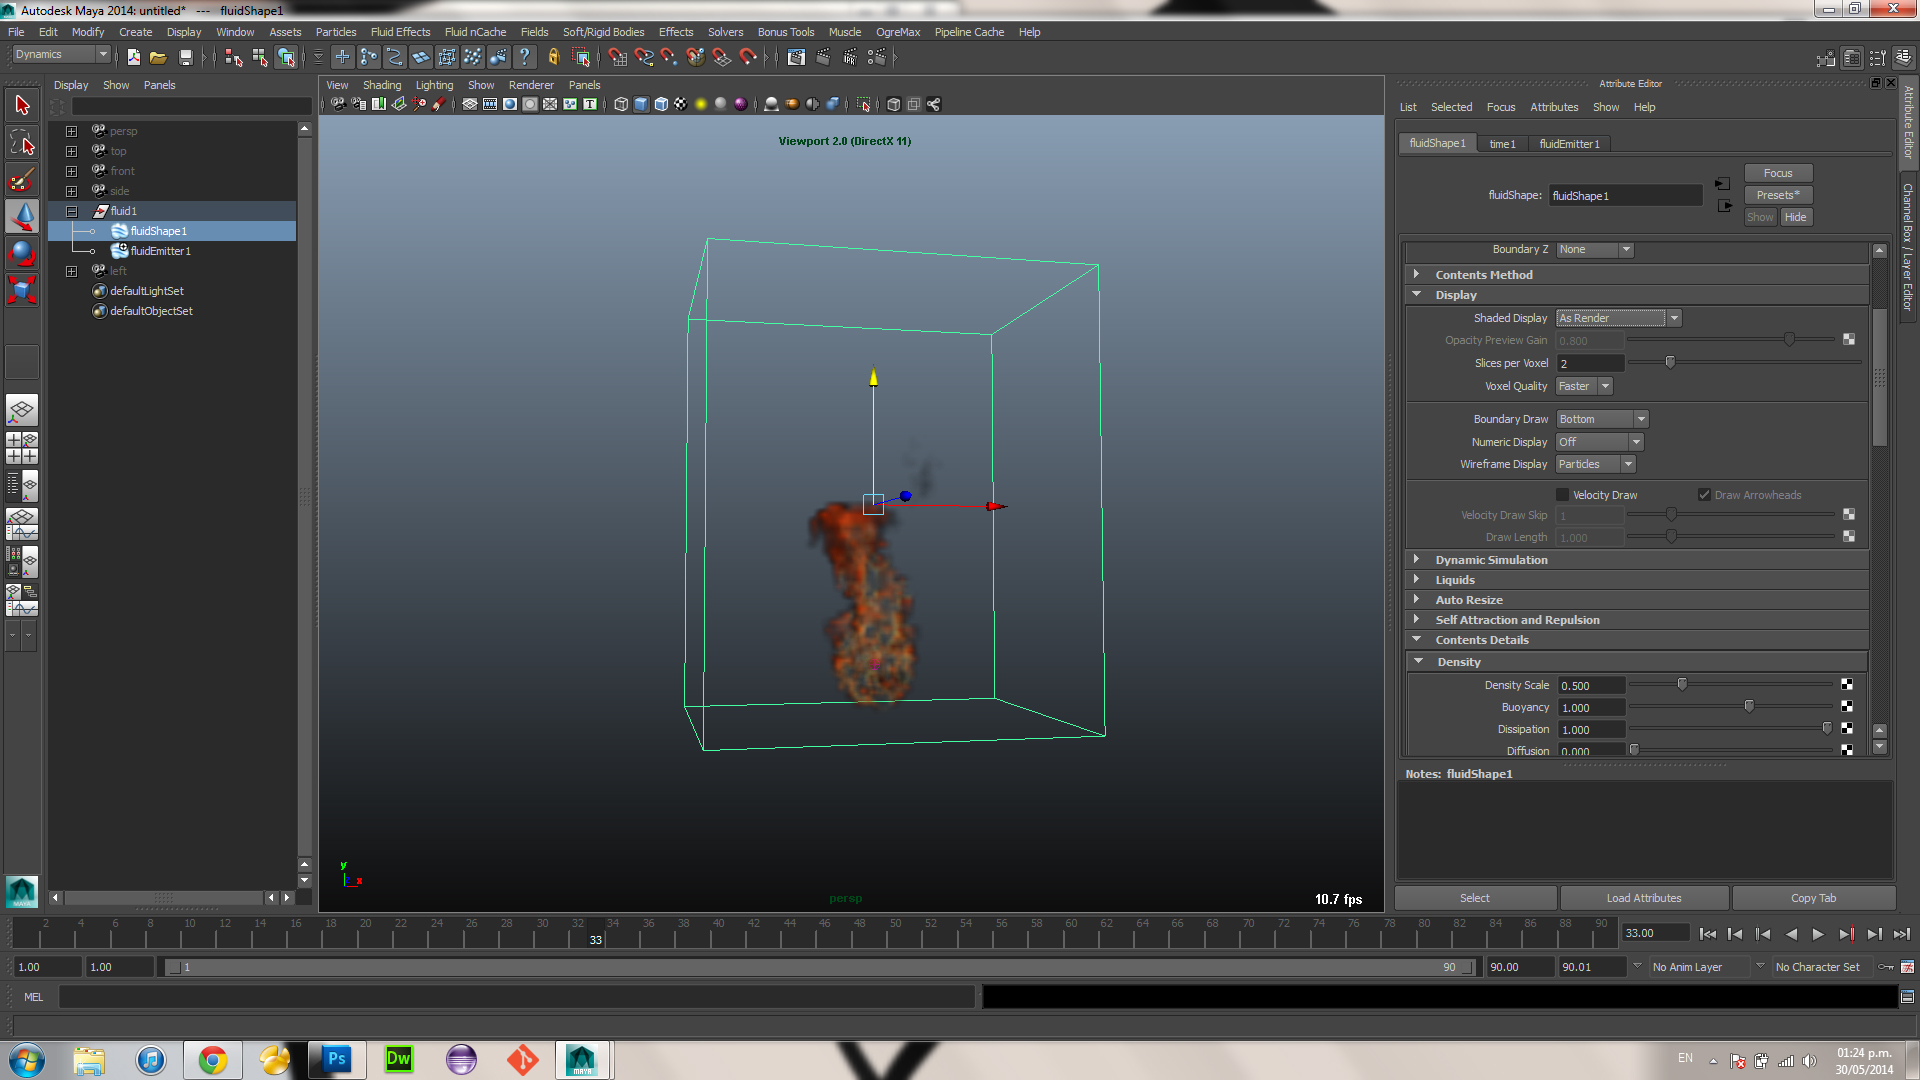 Autodesk Maya 2014: untitled* --- fluidShape1
File Edit Modify Create Display Window Assets Particles Fluid Effects Fluid nCache Fields Soft/Rigid Bodies Effects Solvers Bonus Tools Muscle OgreMax Pipeline Cache Help
Dynamics
Display Show Panels
persp
top
front
side
fluid1
fluidShape1
fluidEmitter1
left
defaultLightSet
defaultObjectSet
View Shading Lighting Show Renderer Panels
Viewport 2.0 (DirectX 11)
y
x
persp
10.7 fps
Attribute Editor
List Selected Focus Attributes Show Help
fluidShape1 time1 fluidEmitter1
fluidShape: fluidShape1
Focus
Presets*
Show Hide
Boundary Z None
Contents Method
Display
Shaded Display As Render
Opacity Preview Gain 0.800
Slices per Voxel 2
Voxel Quality Faster
Boundary Draw Bottom
Numeric Display Off
Wireframe Display Particles
Velocity Draw Draw Arrowheads
Velocity Draw Skip 1
Draw Length 1.000
Dynamic Simulation
Liquids
Auto Resize
Self Attraction and Repulsion
Contents Details
Density
Density Scale 0.500
Buoyancy 1.000
Dissipation 1.000
Diffusion 0.000
Notes: fluidShape1
Select Load Attributes Copy Tab
Attribute Editor
Channel Box / Layer Editor
2 4 6 8 10 12 14 16 18 20 22 24 26 28 30 32 34 36 38 40 42 44 46 48 50 52 54 56 58 60 62 64 66 68 70 72 74 76 78 80 82 84 86 88 90
33
33.00
1.00 1.00 1 90 90.00 90.01 No Anim Layer No Character Set
MEL
MAYA
Ps
Dw
MAYA
EN
01:24 p.m.
30/05/2014